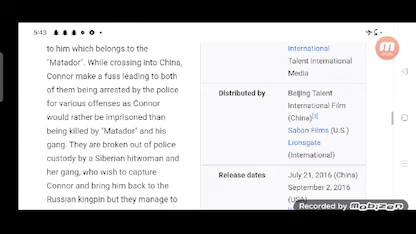 5:43
to him which belongs to the
"Matador". While crossing into China,
Connor make a fuss leading to both
of them being arrested by the police
for various offenses as Connor
would rather be imprisoned than
being killed by "Matador" and his
gang. They are broken out of police
custody by a Siberian hitwoman and
her gang, who wish to capture
Connor and bring him back to the
Russian kingpin but they manage to
International
Talent International
Media
Distributed by
Beijing Talent
International Film
(China)[3]
Saban Films (U.S.)
Lionsgate
(International)
Release dates
July 21, 2016 (China)
September 2, 2016
(USA)
Recorded by mobizen